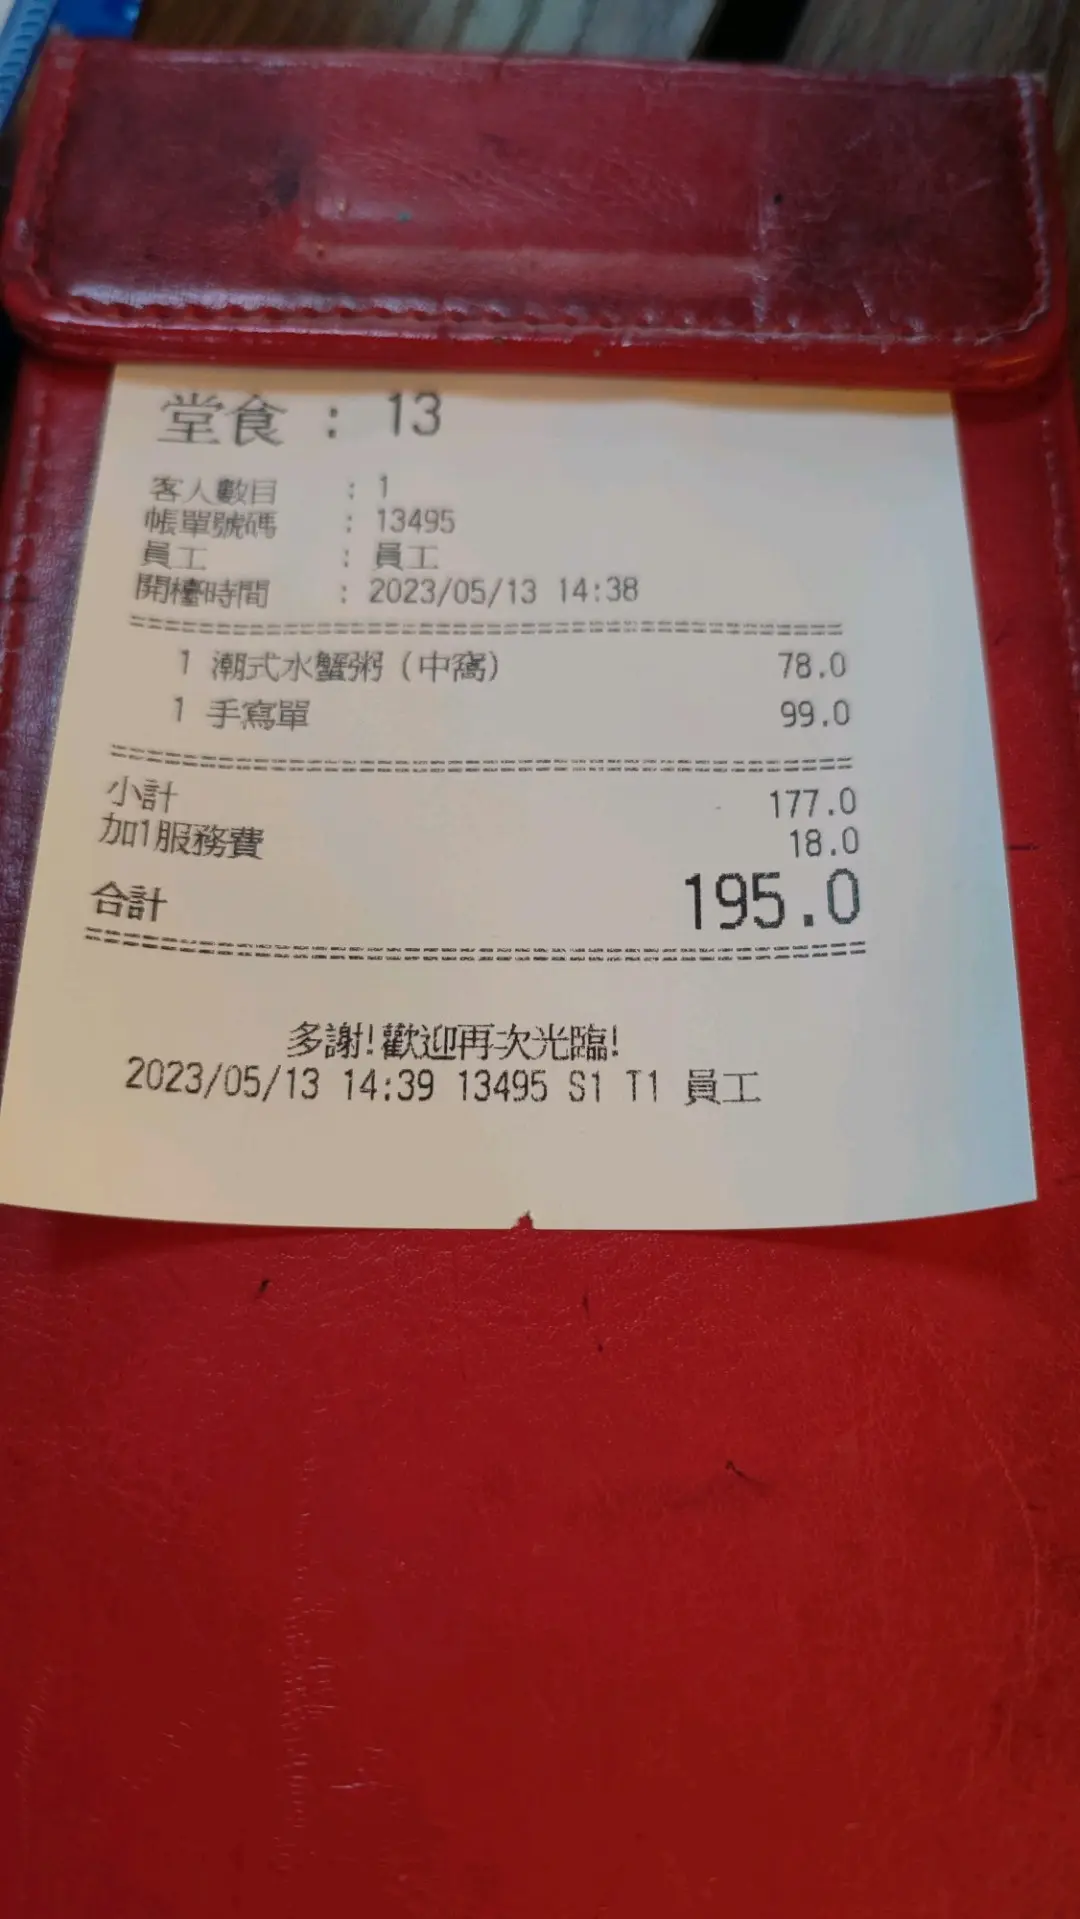 堂食 : 13
客人數目 : 1
帳單號碼 : 13495
員工 : 員工
開檯時間 : 2023/05/13 14:38
1 潮式水蟹粥 (中窩) 78.0
1 手寫單 99.0
小計 177.0
加1服務費 18.0
合計 195.0
多謝!歡迎再次光臨!
2023/05/13 14:39 13495 S1 T1 員工